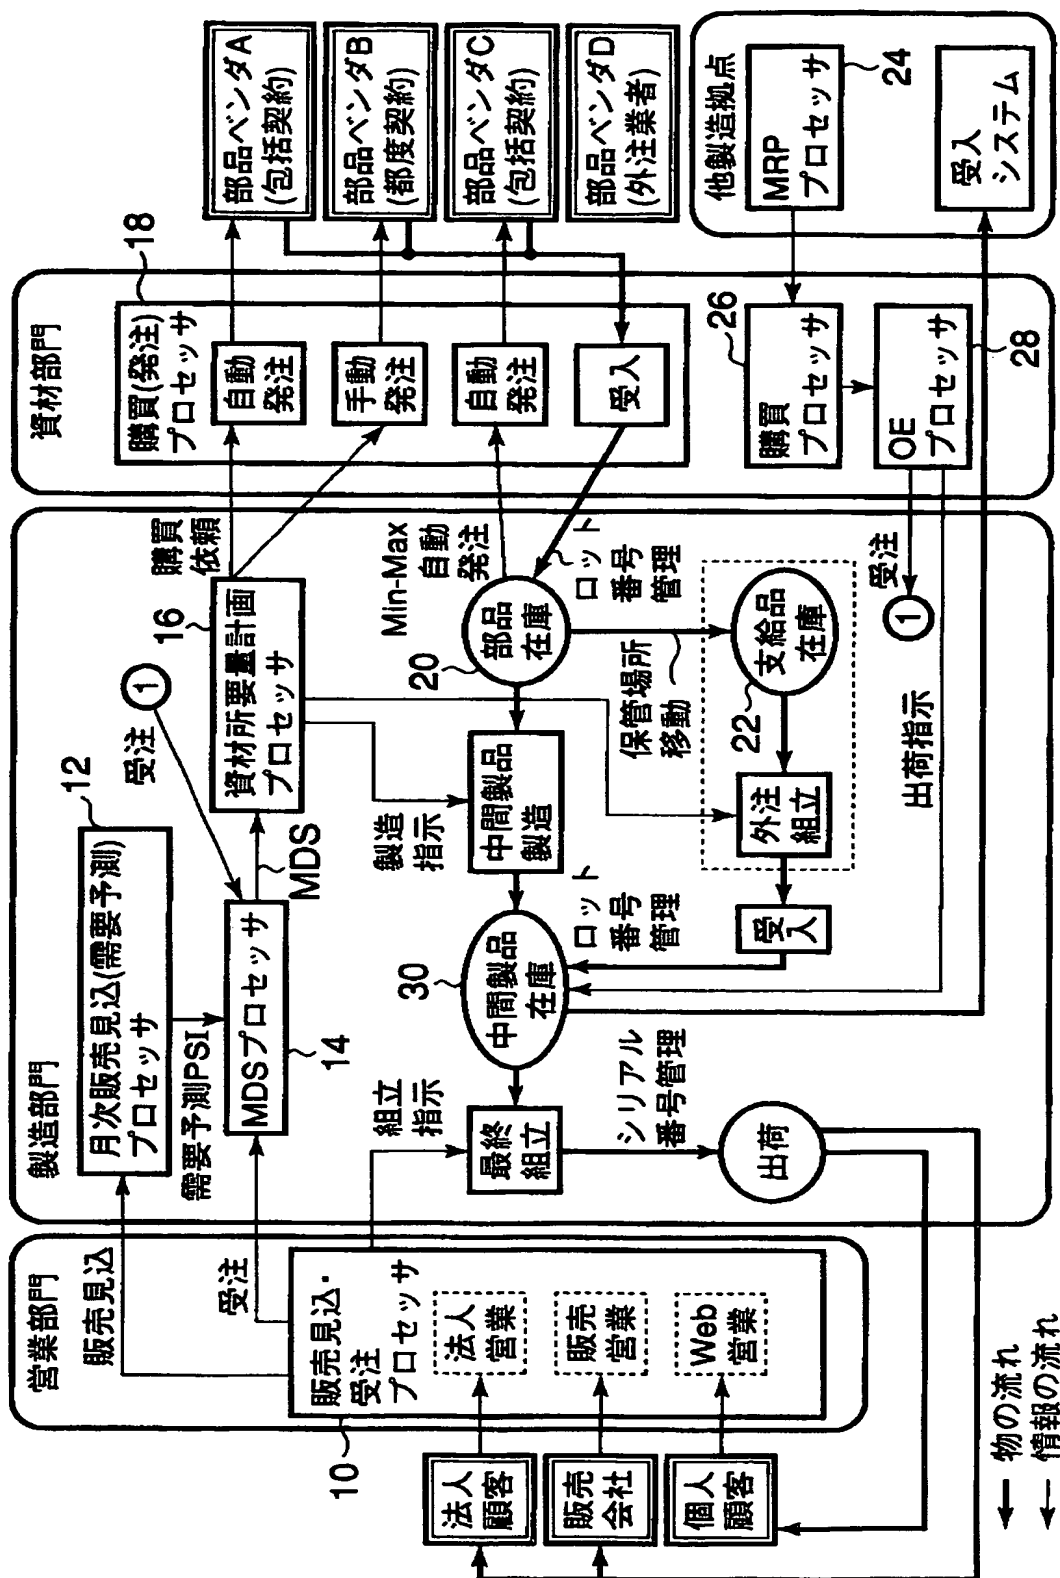 営業部門
販売見込
受注
販売見込・
受注
プロセッサ
10
法人
営業
販売
営業
Web
営業
法人
顧客
販売
会社
個人
顧客
製造部門
12
月次販売見込(需要予測)
プロセッサ
需要予測PSI
MDSプロセッサ
14
受注
1
MDS
16
資材所要量計画
プロセッサ
購買
依頼
組立
指示
製造
指示
Min-Max
自動
発注
最終
組立
30
中間製品
在庫
中間製品
製造
20
部品
在庫
シリアル
番号管理
ロット
番号
管理
保管場所
移動
ロット
番号
管理
出荷
受入
外注
組立
22
支給品
在庫
出荷指示
受注
1
資材部門
18
購買(発注)
プロセッサ
自動
発注
手動
発注
自動
発注
受入
26
購買
プロセッサ
OE
プロセッサ
28
部品ベンダA
(包括契約)
部品ベンダB
(都度契約)
部品ベンダC
(包括契約)
部品ベンダD
(外注業者)
他製造拠点
MRP
プロセッサ
24
受入
システム
物の流れ
情報の流れ